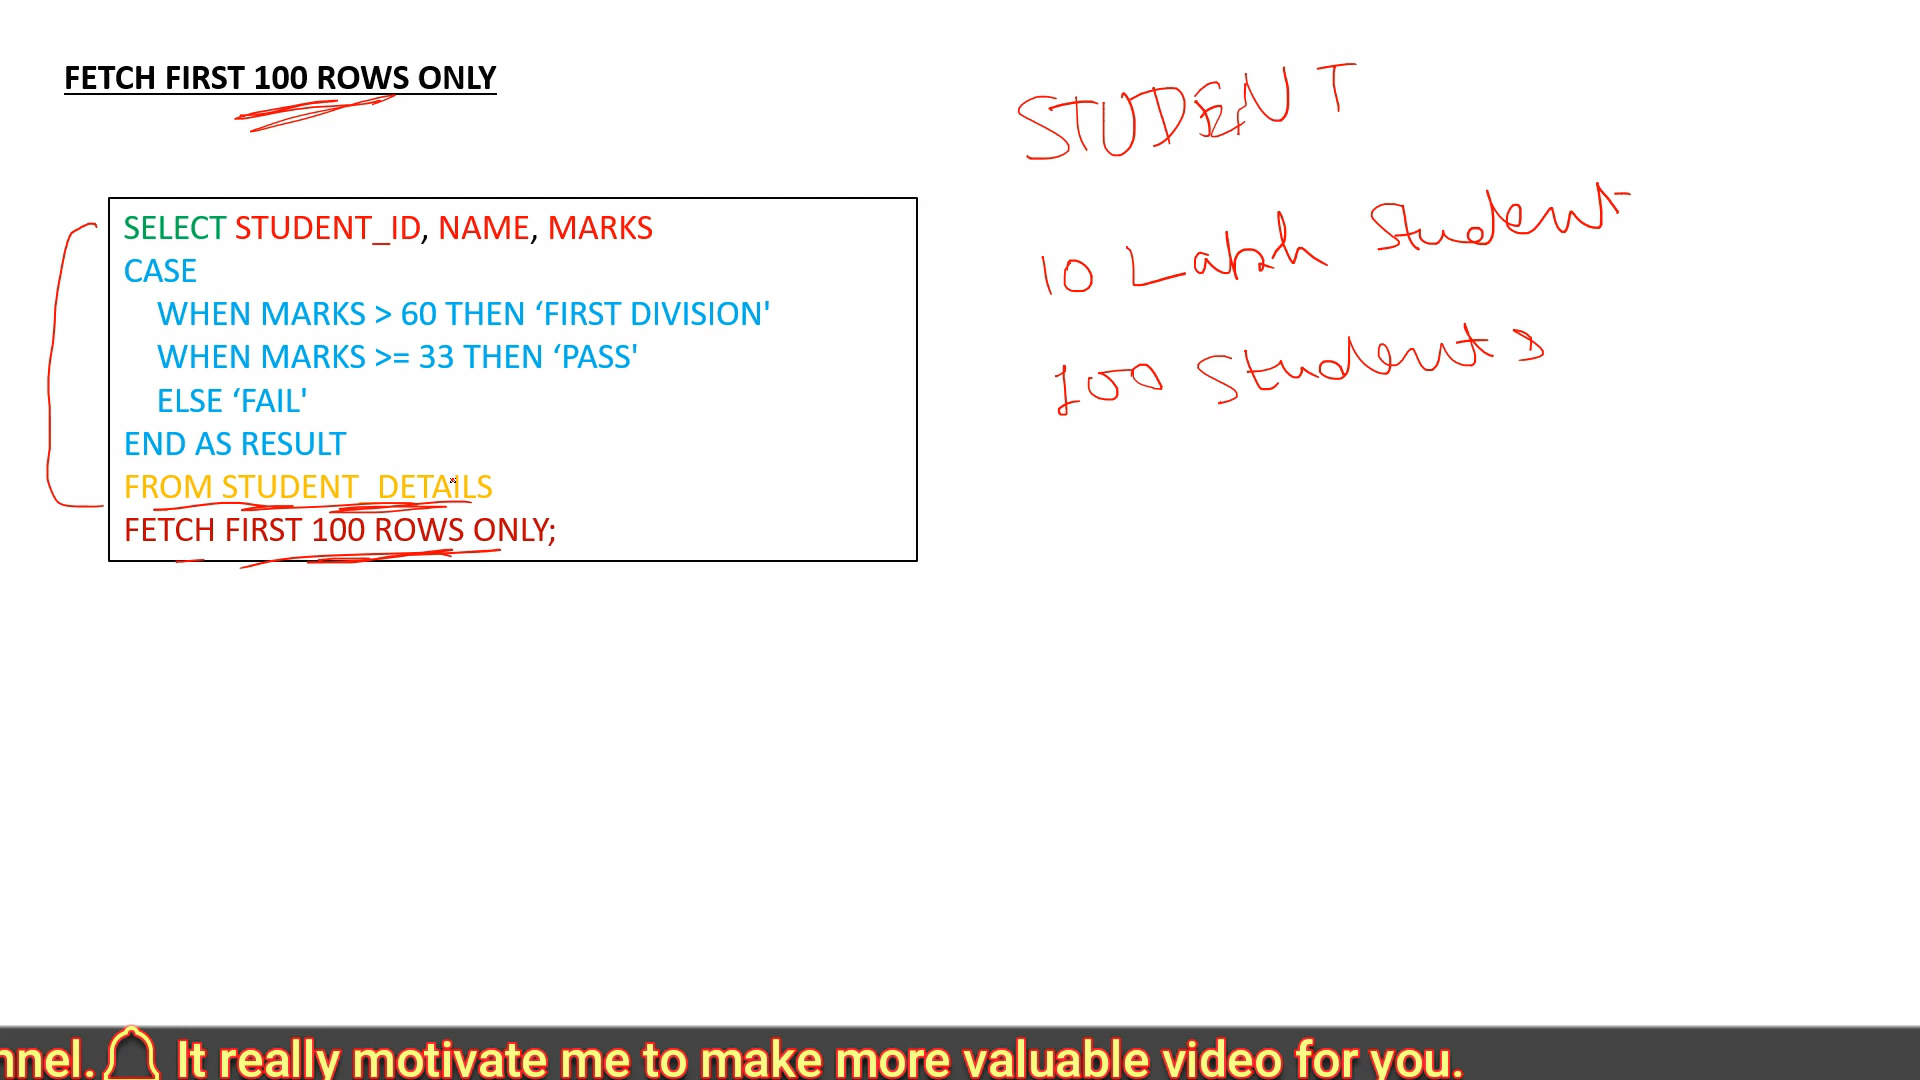 FETCH FIRST 100 ROWS ONLY
SELECT STUDENT_ID, NAME, MARKS
CASE
WHEN MARKS > 60 THEN ‘FIRST DIVISION'
WHEN MARKS >= 33 THEN ‘PASS'
ELSE ‘FAIL'
END AS RESULT
FROM STUDENT_DETAILS
FETCH FIRST 100 ROWS ONLY;
STUDENT
10 Lakh Student
100 Students
nnel. It really motivate me to make more valuable video for you.